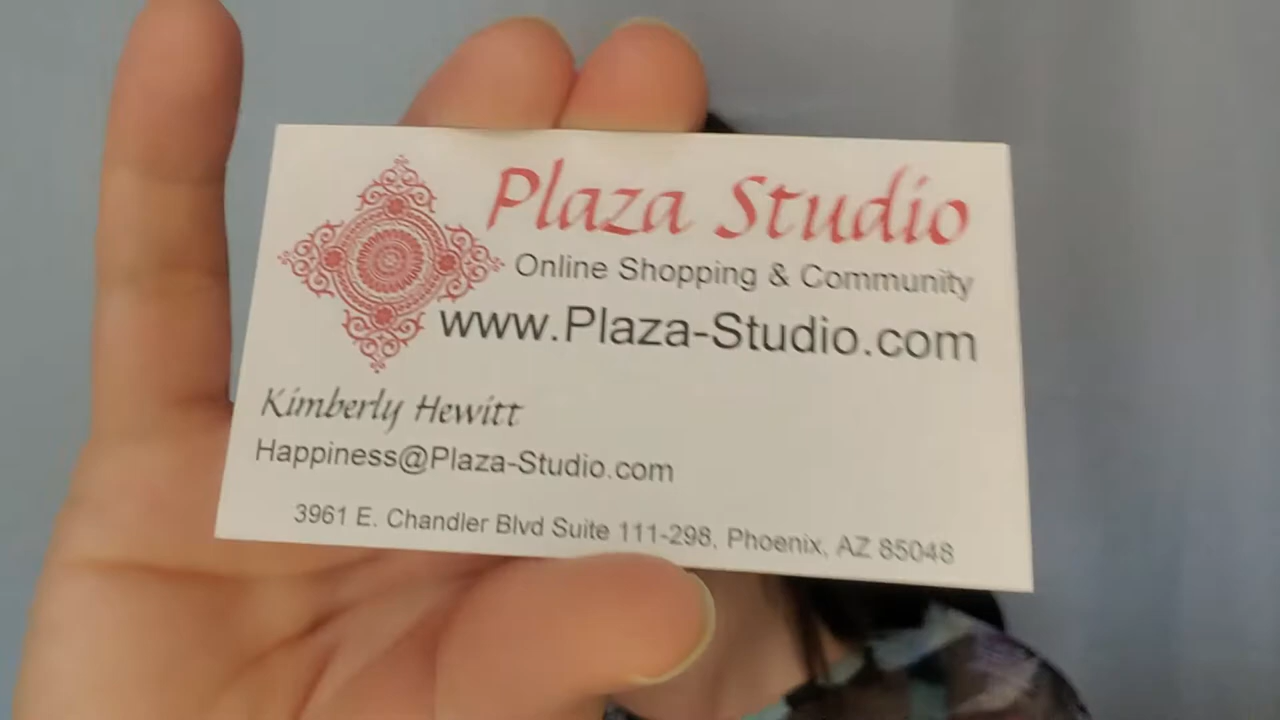 Plaza Studio
Online Shopping & Community
www.Plaza-Studio.com
Kimberly Hewitt
Happiness@Plaza-Studio.com
3961 E. Chandler Blvd Suite 111-298, Phoenix, AZ 85048